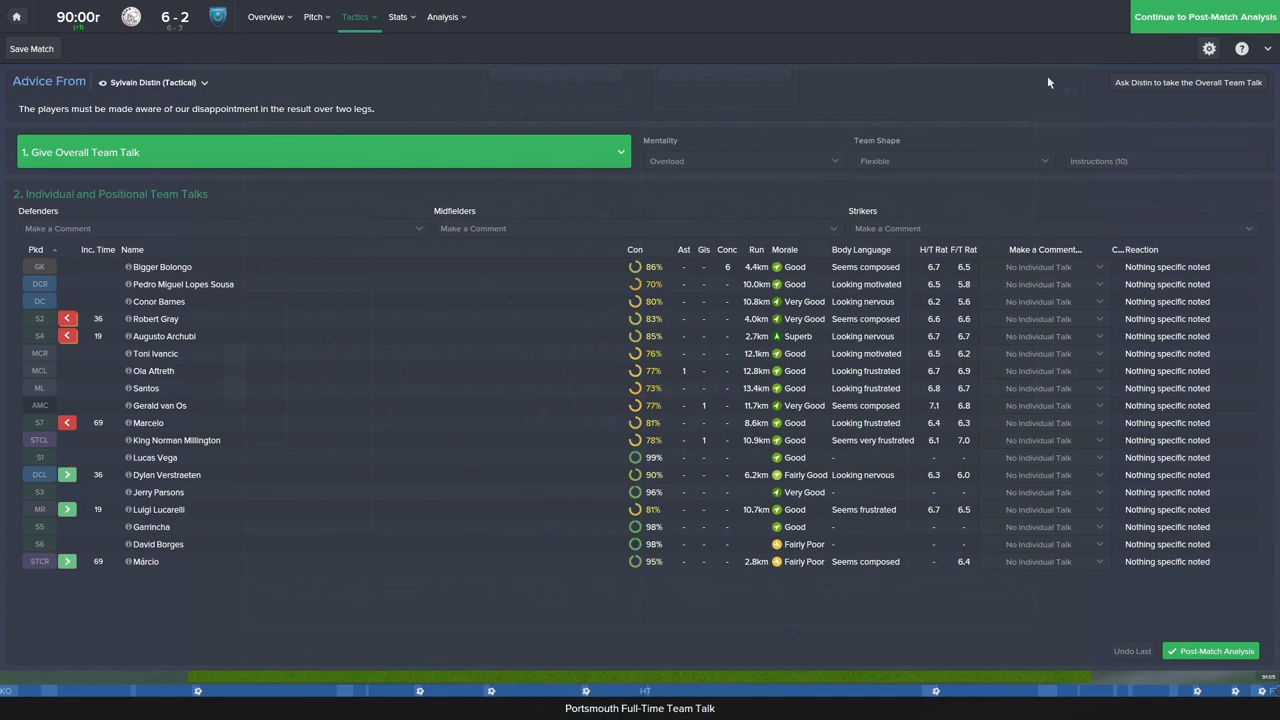 90:00r
(+1)
6 - 2
6 - 3
Overview
Pitch
Tactics
Stats
Analysis
Continue to Post-Match Analysis
Save Match
?
Advice From
Sylvain Distin (Tactical)
Ask Distin to take the Overall Team Talk
The players must be made aware of our disappointment in the result over two legs.
1. Give Overall Team Talk
Mentality
Overload
Team Shape
Flexible
Instructions (10)
2. Individual and Positional Team Talks
Defenders
Midfielders
Strikers
Make a Comment
Make a Comment
Make a Comment
Pkd Inc. Time Name Con Ast Gls Conc Run Morale Body Language H/T Rat F/T Rat Make a Comment... C... Reaction
GK Bigger Bolongo 86% - - 6 4.4km Good Seems composed 6.7 6.5 No Individual Talk Nothing specific noted
DCR Pedro Miguel Lopes Sousa 70% - - - 10.0km Good Looking motivated 6.5 5.8 No Individual Talk Nothing specific noted
DC Conor Barnes 80% - - - 10.8km Very Good Looking nervous 6.2 5.6 No Individual Talk Nothing specific noted
S2 36 Robert Gray 83% - - - 4.0km Very Good Seems composed 6.6 6.6 No Individual Talk Nothing specific noted
S4 19 Augusto Archubi 85% - - - 2.7km Superb Looking nervous 6.7 6.7 No Individual Talk Nothing specific noted
MCR Toni Ivancic 76% - - - 12.1km Good Looking motivated 6.5 6.2 No Individual Talk Nothing specific noted
MCL Ola Aftreth 77% 1 - - 12.8km Good Looking frustrated 6.7 6.9 No Individual Talk Nothing specific noted
ML Santos 73% - - - 13.4km Good Looking frustrated 6.8 6.7 No Individual Talk Nothing specific noted
AMC Gerald van Os 77% - 1 - 11.7km Very Good Seems composed 7.1 6.8 No Individual Talk Nothing specific noted
S7 69 Marcelo 81% - - - 8.6km Good Looking frustrated 6.4 6.3 No Individual Talk Nothing specific noted
STCL King Norman Millington 78% - 1 - 10.9km Good Seems very frustrated 6.1 7.0 No Individual Talk Nothing specific noted
S1 Lucas Vega 99% - - - Good - - - No Individual Talk Nothing specific noted
DCL 36 Dylan Verstraeten 90% - - - 6.2km Fairly Good Looking nervous 6.3 6.0 No Individual Talk Nothing specific noted
S3 Jerry Parsons 96% - - - Very Good - - - No Individual Talk Nothing specific noted
MR 19 Luigi Lucarelli 81% - - - 10.7km Good Seems frustrated 6.7 6.5 No Individual Talk Nothing specific noted
S5 Garrincha 98% - - - Good - - - No Individual Talk Nothing specific noted
S6 David Borges 98% - - - Fairly Poor - - - No Individual Talk Nothing specific noted
STCR 69 Márcio 95% - - - 2.8km Fairly Poor Seems composed - 6.4 No Individual Talk Nothing specific noted
Undo Last
Post-Match Analysis
91:05
KO
HT
Portsmouth Full-Time Team Talk